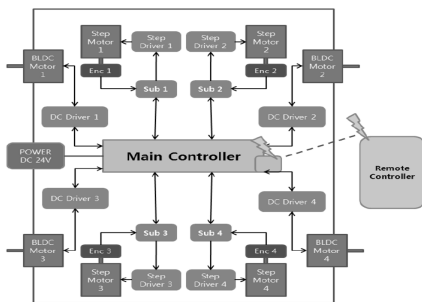 Step
Motor
1
Step
Driver 1
Step
Driver 2
Step
Motor
2
BLDC
Motor
1
BLDC
Motor
2
Enc 1
Enc 2
Sub 1
Sub 2
DC Driver 1
DC Driver 2
POWER
DC 24V
Main Controller
Remote
Controller
DC Driver 3
DC Driver 4
Sub 3
Sub 4
BLDC
Motor
3
Enc 3
Enc 4
BLDC
Motor
4
Step
Motor
3
Step
Driver 3
Step
Driver 4
Step
Motor
4